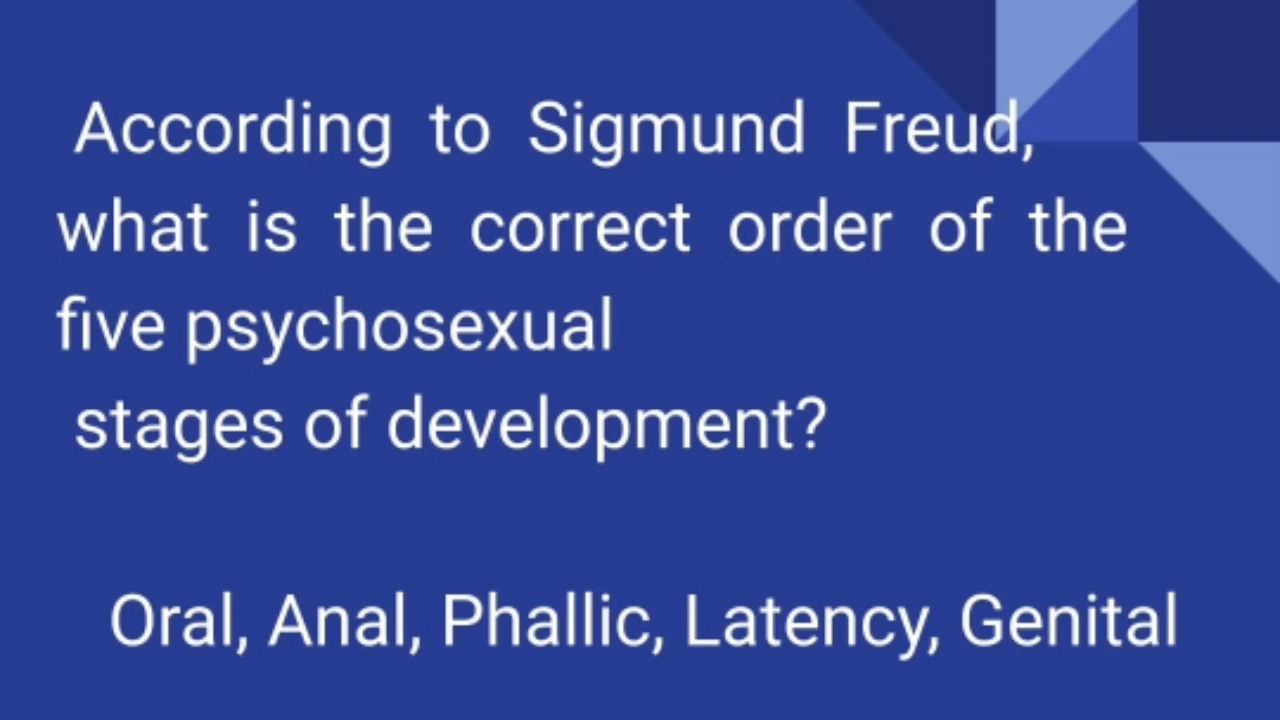 According to Sigmund Freud,
what is the correct order of the
five psychosexual
stages of development?
Oral, Anal, Phallic, Latency, Genital